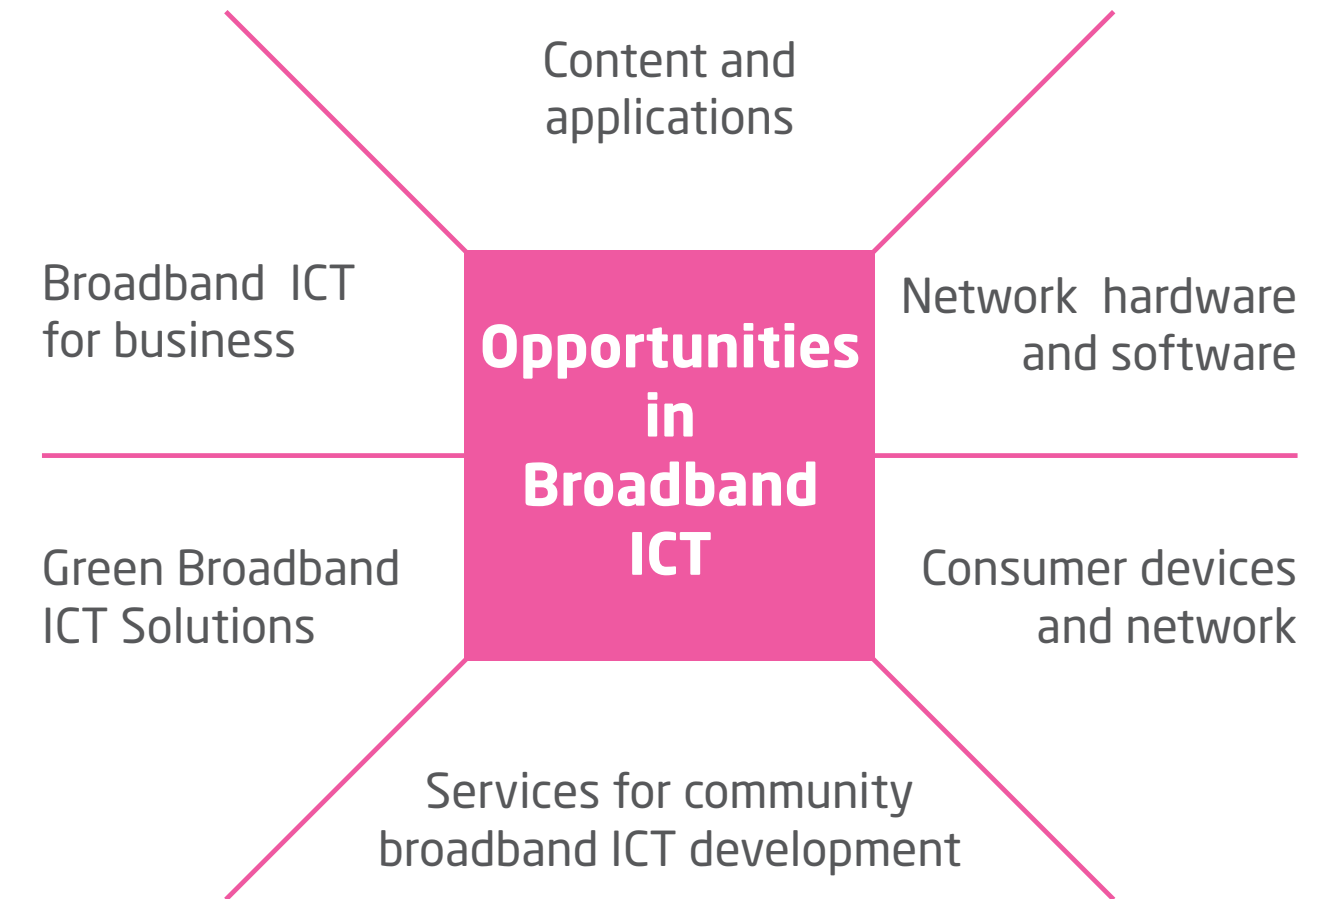 Content and
applications
Broadband ICT
for business
Network hardware
and software
Opportunities
in
Broadband
ICT
Green Broadband
ICT Solutions
Consumer devices
and network
Services for community
broadband ICT development